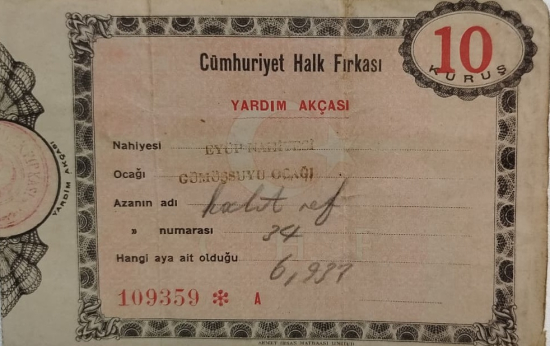 10
KURUŞ
Cümhuriyet Halk Fırkası
YARDIM AKÇASI
Nahiyesi EYÜP NAHİYESİ
Ocağı GÜMÜŞSUYU OCAĞI
Azanın adı halit
» numarası 34
Hangi aya ait olduğu 6,937
109359 * A
YARDIM AKÇASI